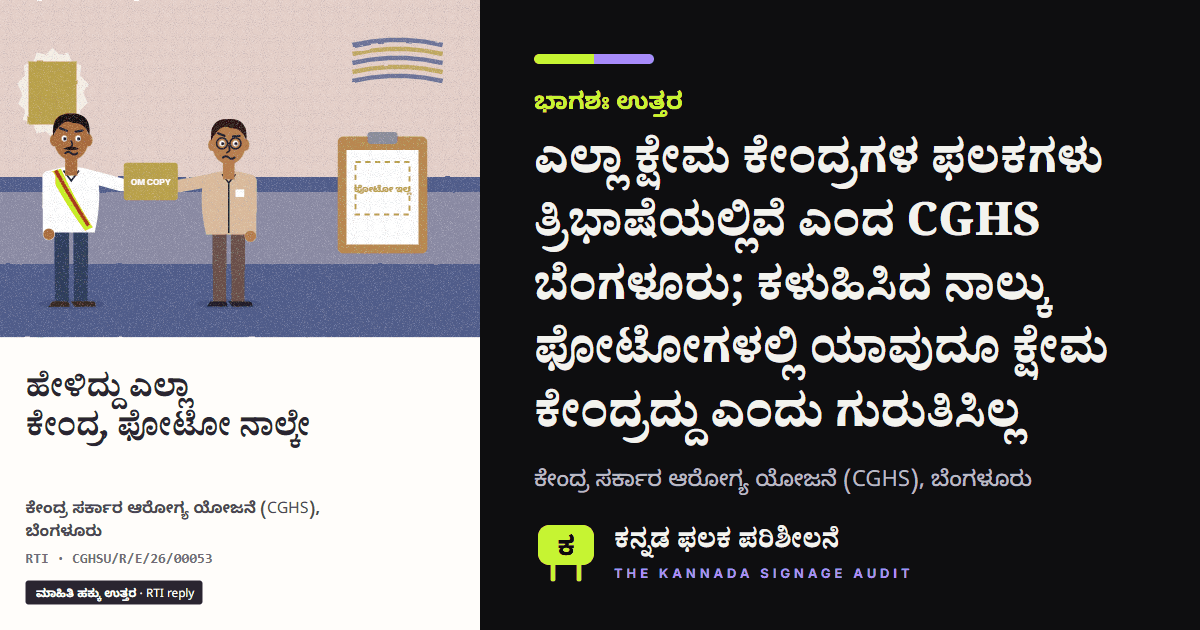 OM COPY
ಫೋಟೋ ಇಲ್ಲ
ಹೇಳಿದ್ದು ಎಲ್ಲಾ
ಕೇಂದ್ರ, ಫೋಟೋ ನಾಲ್ಕೇ
ಕೇಂದ್ರ ಸರ್ಕಾರ ಆರೋಗ್ಯ ಯೋಜನೆ (CGHS),
ಬೆಂಗಳೂರು
RTI · CGHSU/R/E/26/00053
ಮಾಹಿತಿ ಹಕ್ಕು ಉತ್ತರ · RTI reply
ಭಾಗಶಃ ಉತ್ತರ
ಎಲ್ಲಾ ಕ್ಷೇಮ ಕೇಂದ್ರಗಳ ಫಲಕಗಳು
ತ್ರಿಭಾಷೆಯಲ್ಲಿವೆ ಎಂದ CGHS
ಬೆಂಗಳೂರು; ಕಳುಹಿಸಿದ ನಾಲ್ಕು
ಫೋಟೋಗಳಲ್ಲಿ ಯಾವುದೂ ಕ್ಷೇಮ
ಕೇಂದ್ರದ್ದು ಎಂದು ಗುರುತಿಸಿಲ್ಲ
ಕೇಂದ್ರ ಸರ್ಕಾರ ಆರೋಗ್ಯ ಯೋಜನೆ (CGHS), ಬೆಂಗಳೂರು
ಕ
ಕನ್ನಡ ಫಲಕ ಪರಿಶೀಲನೆ
THE KANNADA SIGNAGE AUDIT